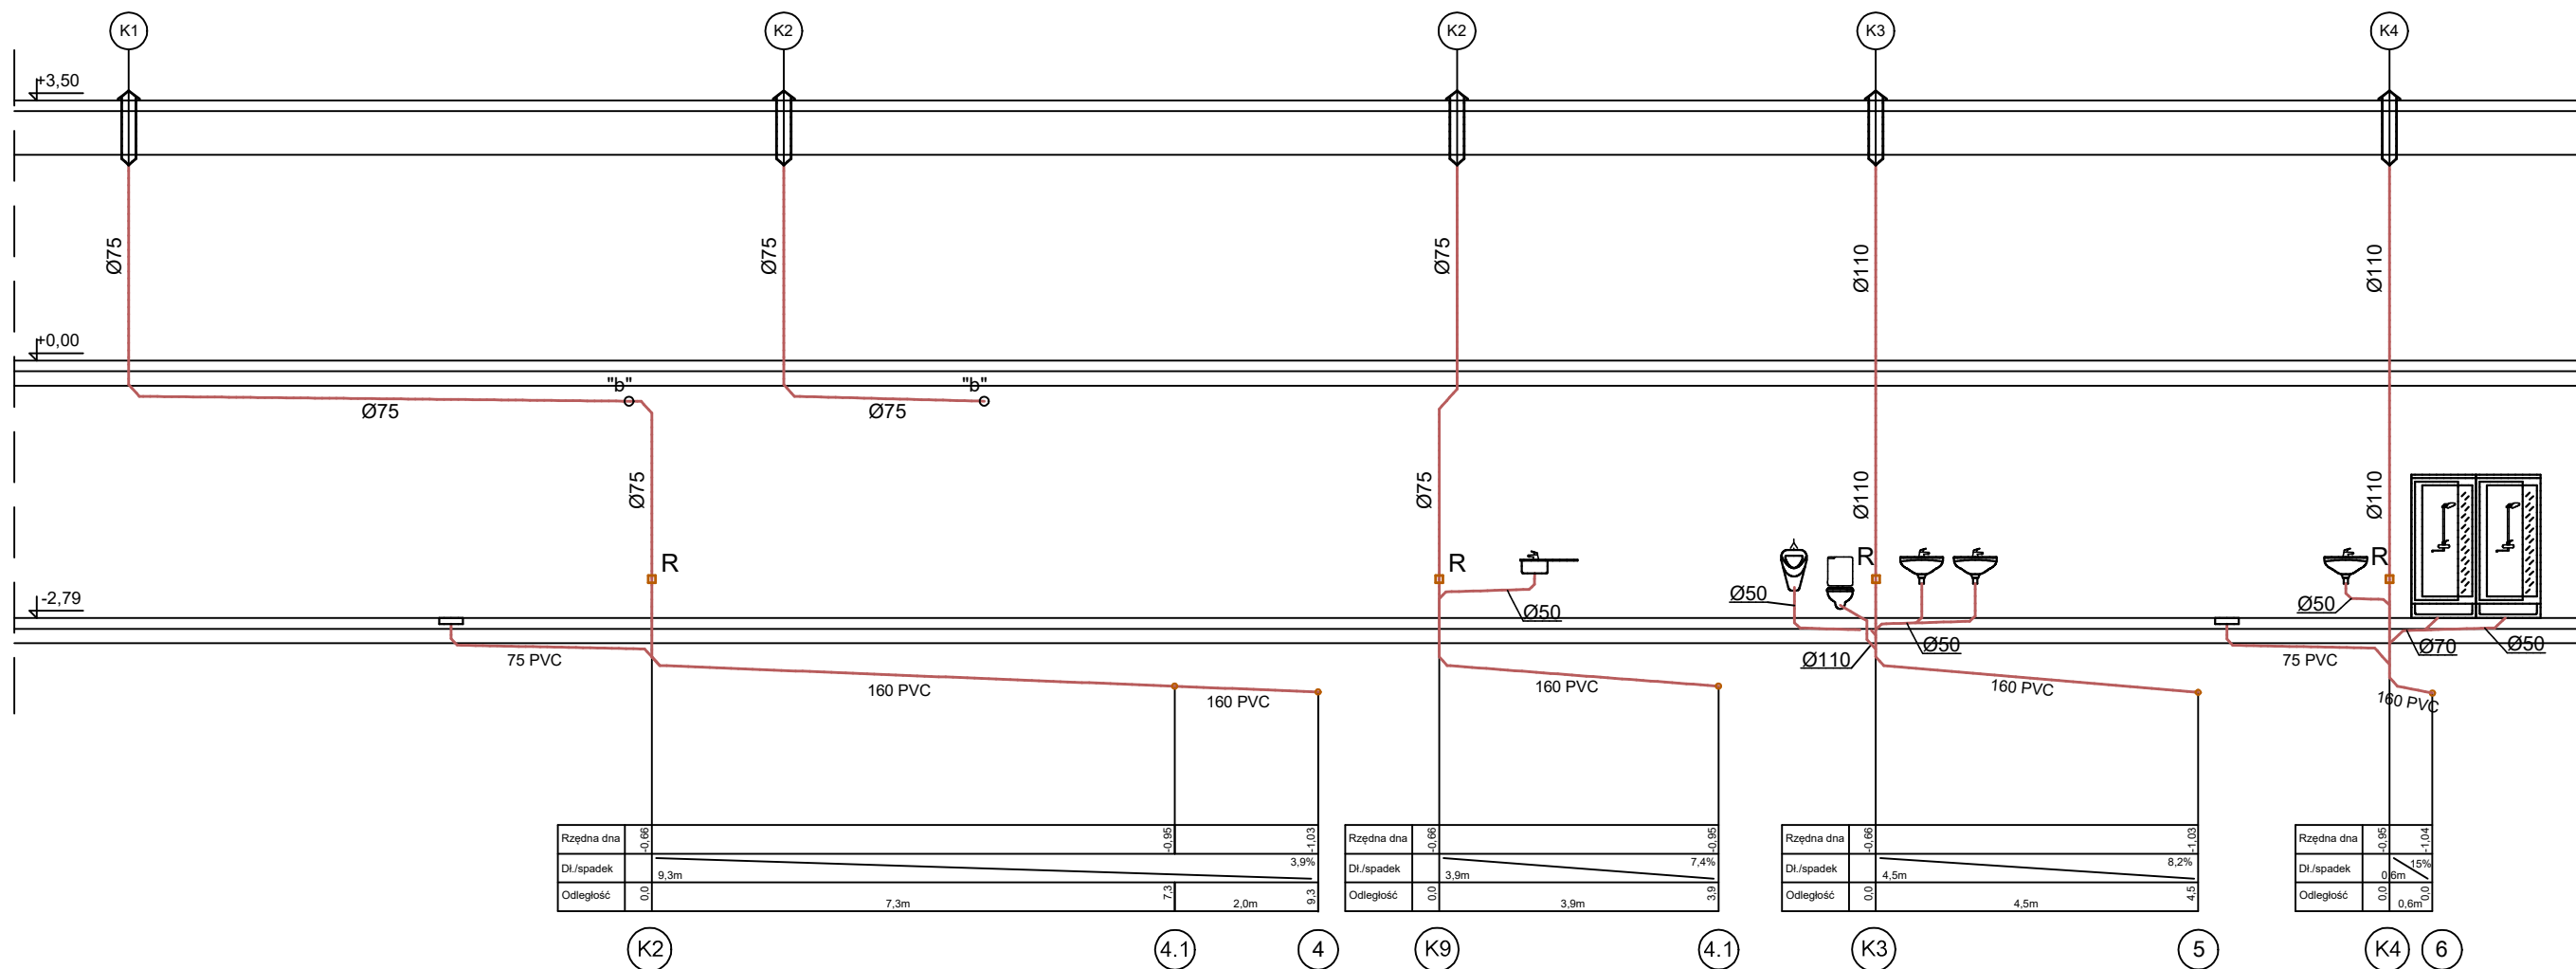 K1
K2
K2
K3
K4
+3,50
Ø75
Ø75
Ø75
Ø110
Ø110
+0,00
"b"
"b"
Ø75
Ø75
Ø75
Ø75
Ø110
Ø110
R
R
R
R
-2,79
Ø50
Ø50
Ø50
Ø50
Ø110
Ø70
Ø50
75 PVC
75 PVC
160 PVC
160 PVC
160 PVC
160 PVC
160 PVC
Rzędna dna -0,66 -0,95 -1,03
Dł./spadek 9,3m 3,9%
Odległość 0,0 7,3m 7,3 2,0m 9,3
Rzędna dna -0,66 -0,95
Dł./spadek 3,9m 7,4%
Odległość 0,0 3,9m 3,9
Rzędna dna -0,66 -1,03
Dł./spadek 4,5m 8,2%
Odległość 0,0 4,5m 4,5
Rzędna dna -0,95 -1,04
Dł./spadek 0,6m 15%
Odległość 0,0 0,6m 0,0
K2
4.1
4
K9
4.1
K3
5
K4
6